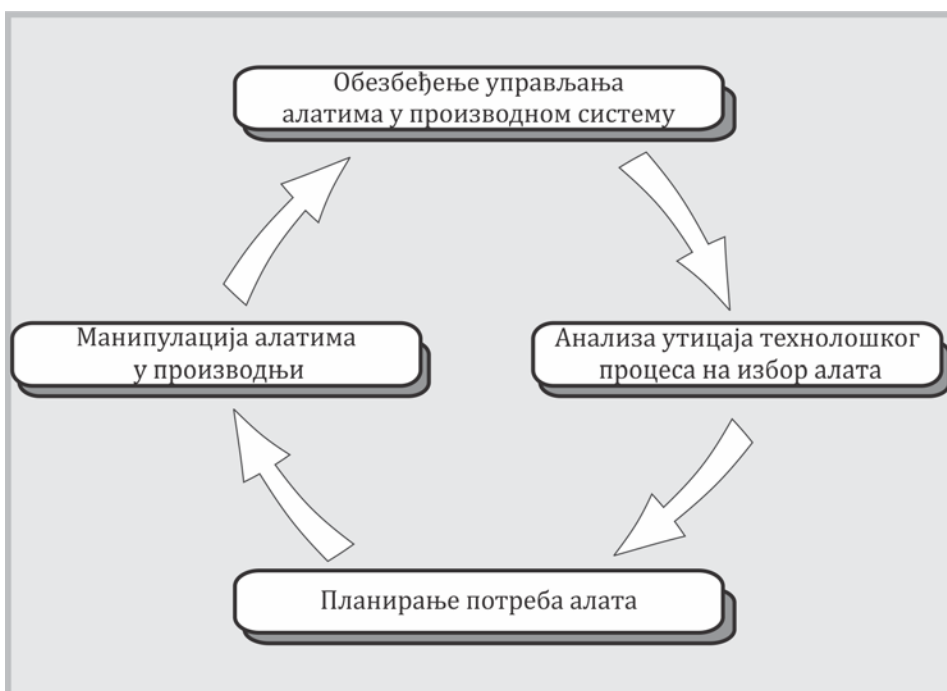 Обезбеђење управљања
алатима у производном систему
Манипулација алатима
у производњи
Анализа утицаја технолошког
процеса на избор алата
Планирање потреба алата